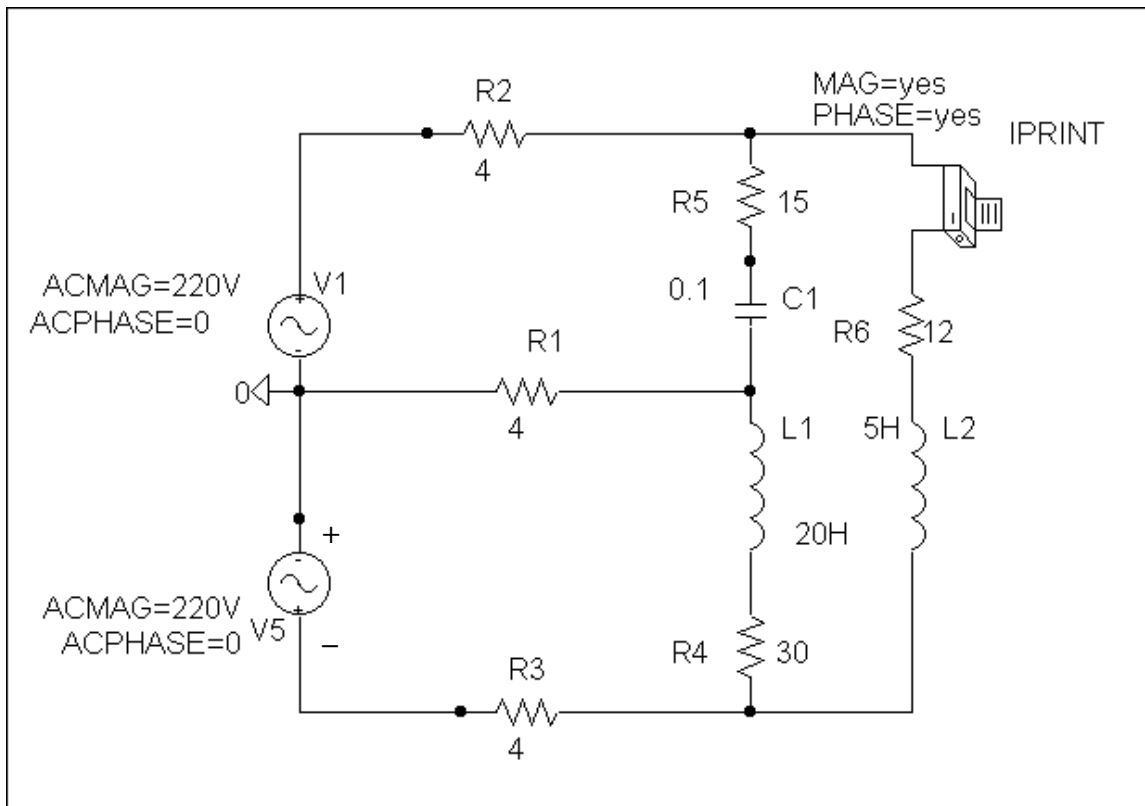 MAG=yes
PHASE=yes
IPRINT
R2
4
R5
15
ACMAG=220V
ACPHASE=0
V1
+
-
0.1
C1
R6
12
R1
4
0
L1
5H
L2
20H
+
-
+
−
ACMAG=220V
ACPHASE=0
V5
R4
30
R3
4